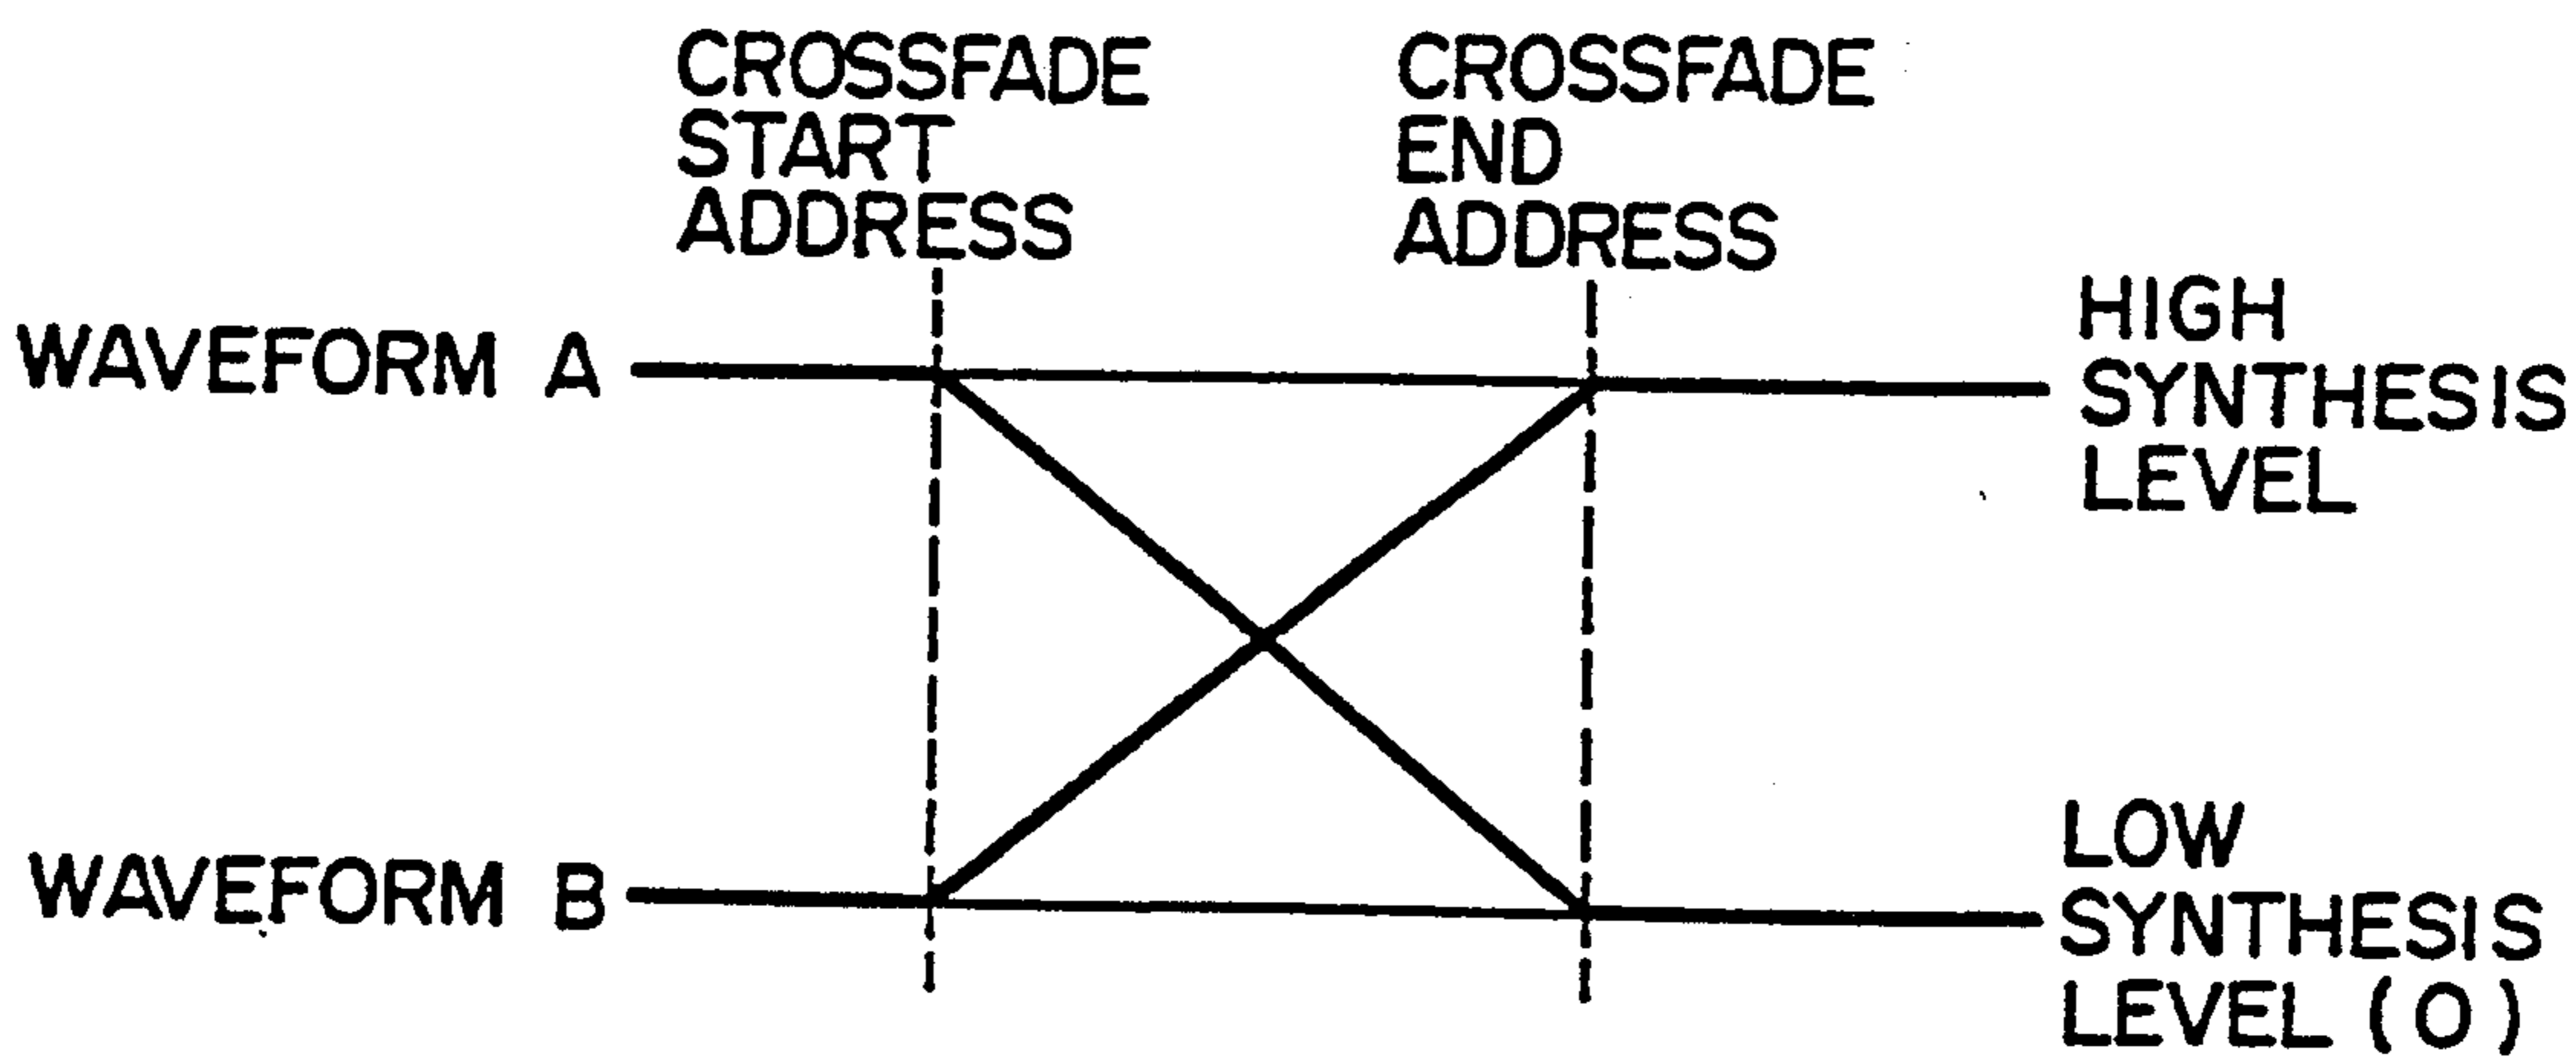 CROSSFADE
START
ADDRESS
CROSSFADE
END
ADDRESS
WAVEFORM A
HIGH
SYNTHESIS
LEVEL
WAVEFORM B
LOW
SYNTHESIS
LEVEL (0)